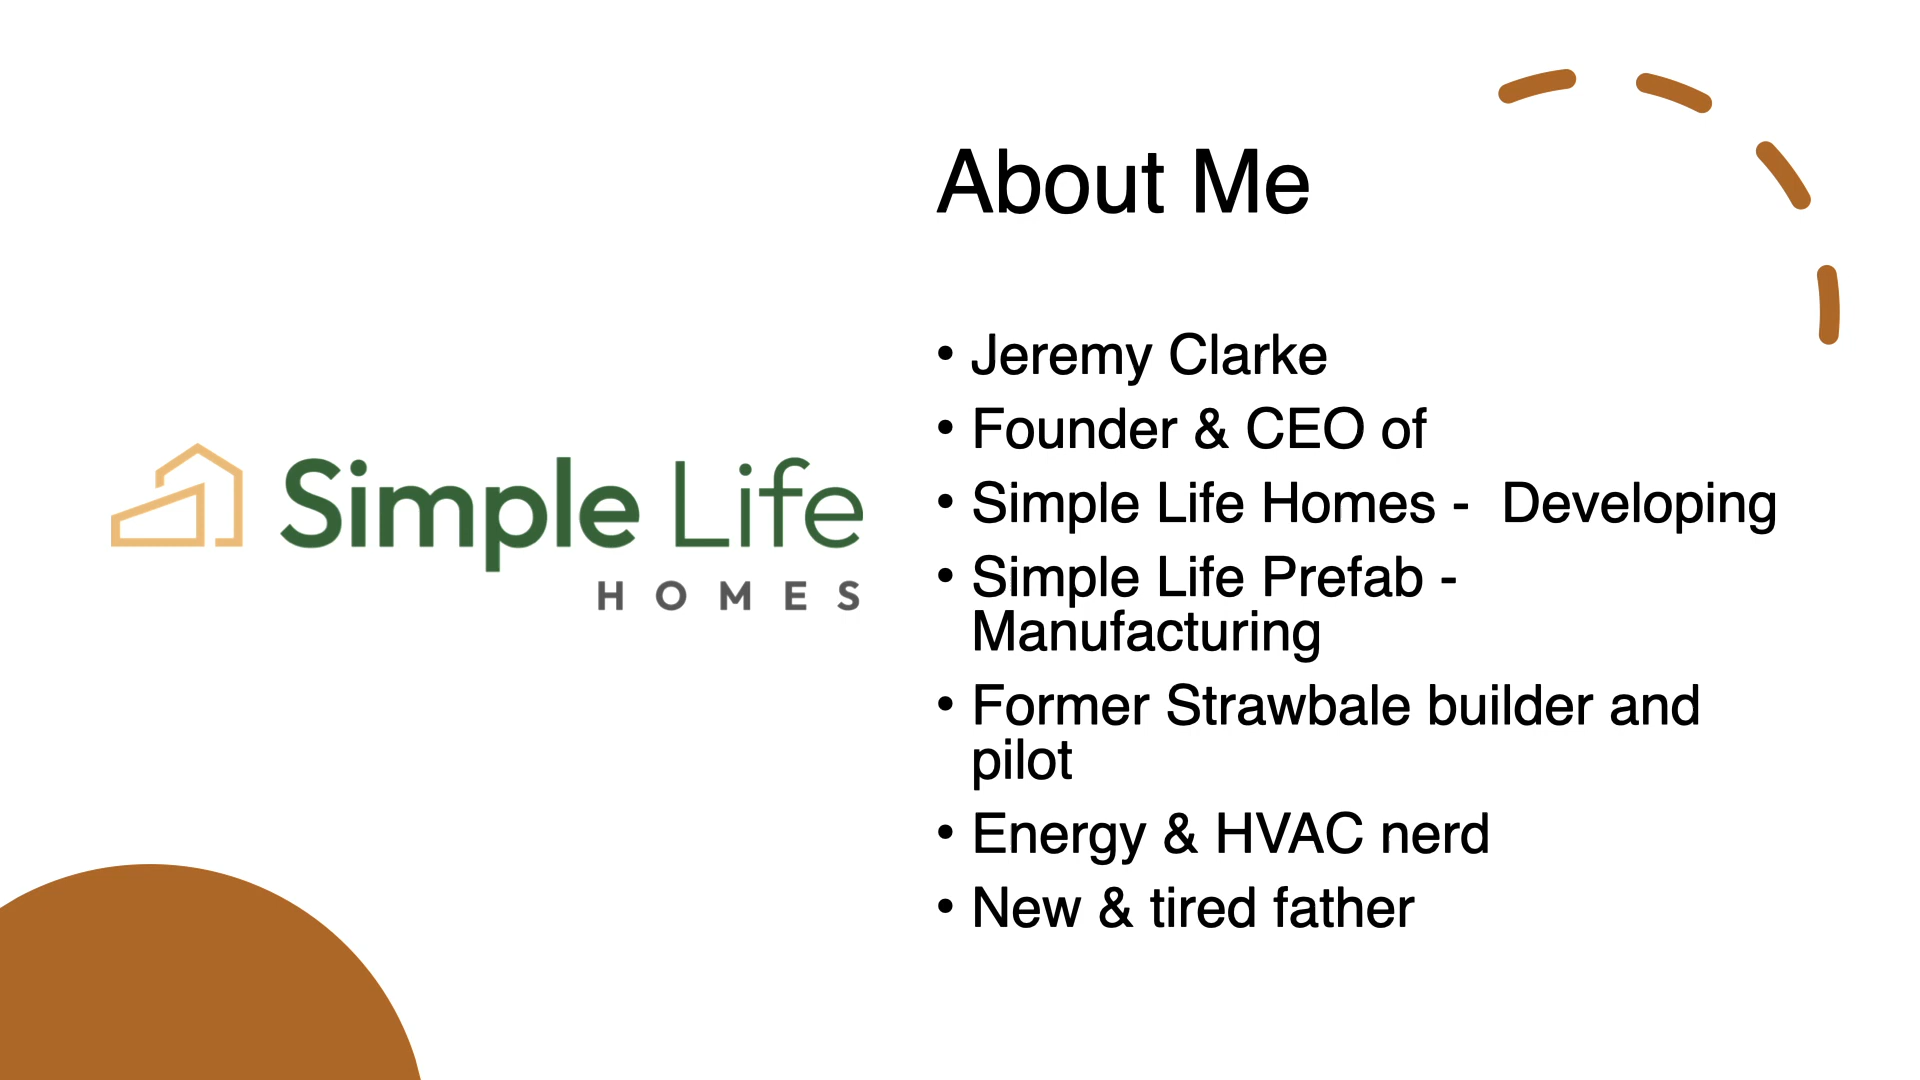 About Me
Simple Life
HOMES
• Jeremy Clarke
• Founder & CEO of
• Simple Life Homes -  Developing
• Simple Life Prefab -
Manufacturing
• Former Strawbale builder and
pilot
• Energy & HVAC nerd
• New & tired father